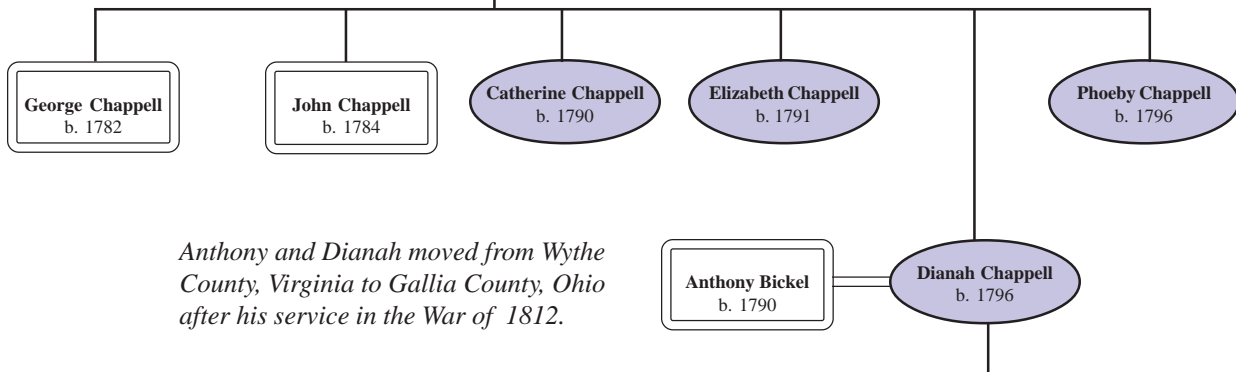 George Chappell
b. 1782
John Chappell
b. 1784
Catherine Chappell
b. 1790
Elizabeth Chappell
b. 1791
Phoeby Chappell
b. 1796
Anthony and Dianah moved from Wythe
County, Virginia to Gallia County, Ohio
after his service in the War of 1812.
Anthony Bickel
b. 1790
Dianah Chappell
b. 1796